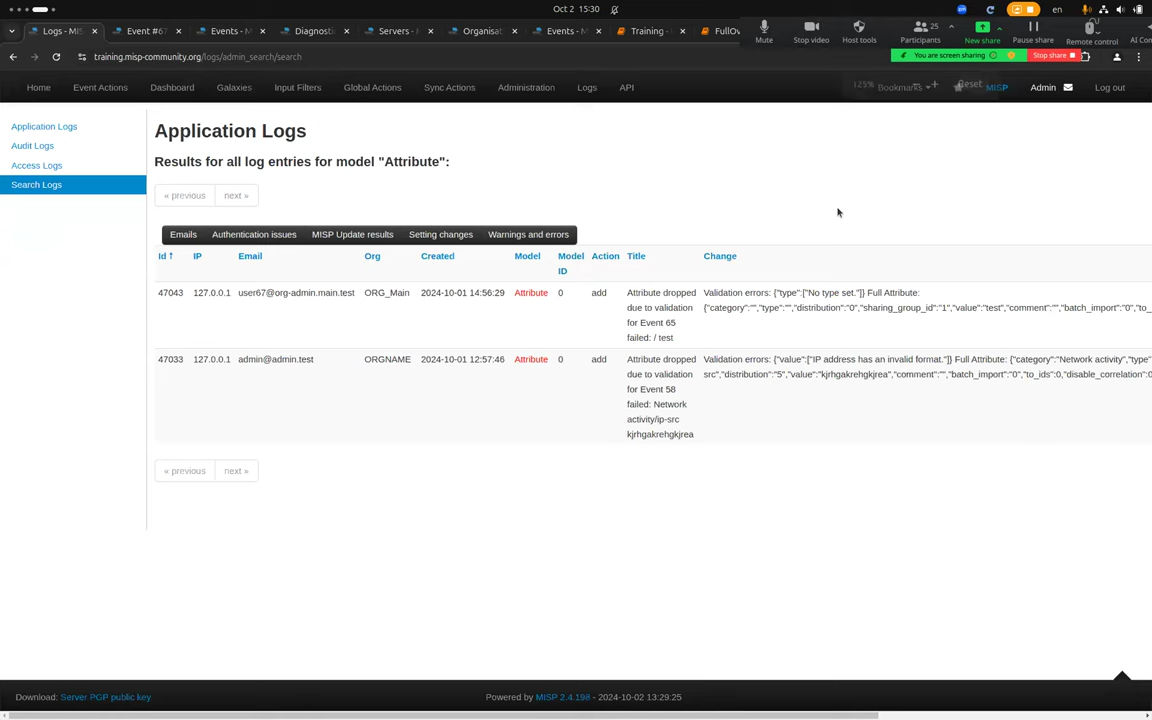 Oct 2 15:30
en
Logs - MIS
Event #67
Events - M
Diagnosti
Servers -
Organisat
Events - M
Training -
Mute
Stop video
Host tools
Participants
25
New share
Pause share
Remote control
AI Co
You are screen sharing
Stop share
training.misp-community.org/logs/admin_search/search
125%
Reset
Home
Event Actions
Dashboard
Galaxies
Input Filters
Global Actions
Sync Actions
Administration
Logs
API
Bookmarks
MISP
Admin
Log out
Application Logs
Audit Logs
Access Logs
Search Logs
Application Logs
Results for all log entries for model "Attribute":
« previous
next »
Emails
Authentication issues
MISP Update results
Setting changes
Warnings and errors
Id ↑ IP Email Org Created Model Model Action Title Change
ID
47043 127.0.0.1 user67@org-admin.main.test ORG_Main 2024-10-01 14:56:29 Attribute 0 add Attribute dropped Validation errors: {"type":["No type set."]} Full Attribute:
due to validation {"category":"","type":"","distribution":"0","sharing_group_id":"1","value":"test","comment":"","batch_import":"0","to_
for Event 65
failed: / test
47033 127.0.0.1 admin@admin.test ORGNAME 2024-10-01 12:57:46 Attribute 0 add Attribute dropped Validation errors: {"value":["IP address has an invalid format."]} Full Attribute: {"category":"Network activity","type"
due to validation src","distribution":"5","value":"kjrhgakrehgkjrea","comment":"","batch_import":"0","to_ids":0,"disable_correlation":0
for Event 58
failed: Network
activity/ip-src
kjrhgakrehgkjrea
« previous
next »
Download: Server PGP public key
Powered by MISP 2.4.198 - 2024-10-02 13:29:25